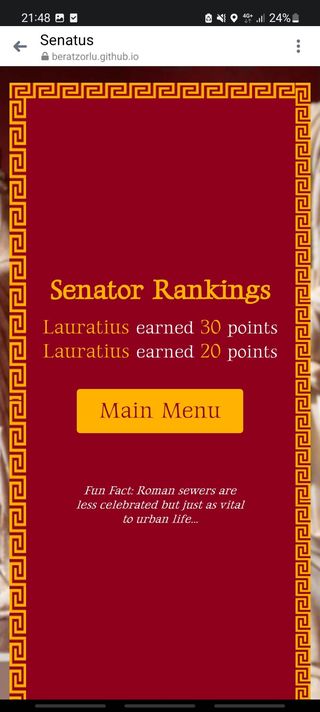 21:48
4G+ 24%
Senatus
beratzorlu.github.io
Senator Rankings
Lauratius earned 30 points
Lauratius earned 20 points
Main Menu
Fun Fact: Roman sewers are
less celebrated but just as vital
to urban life...